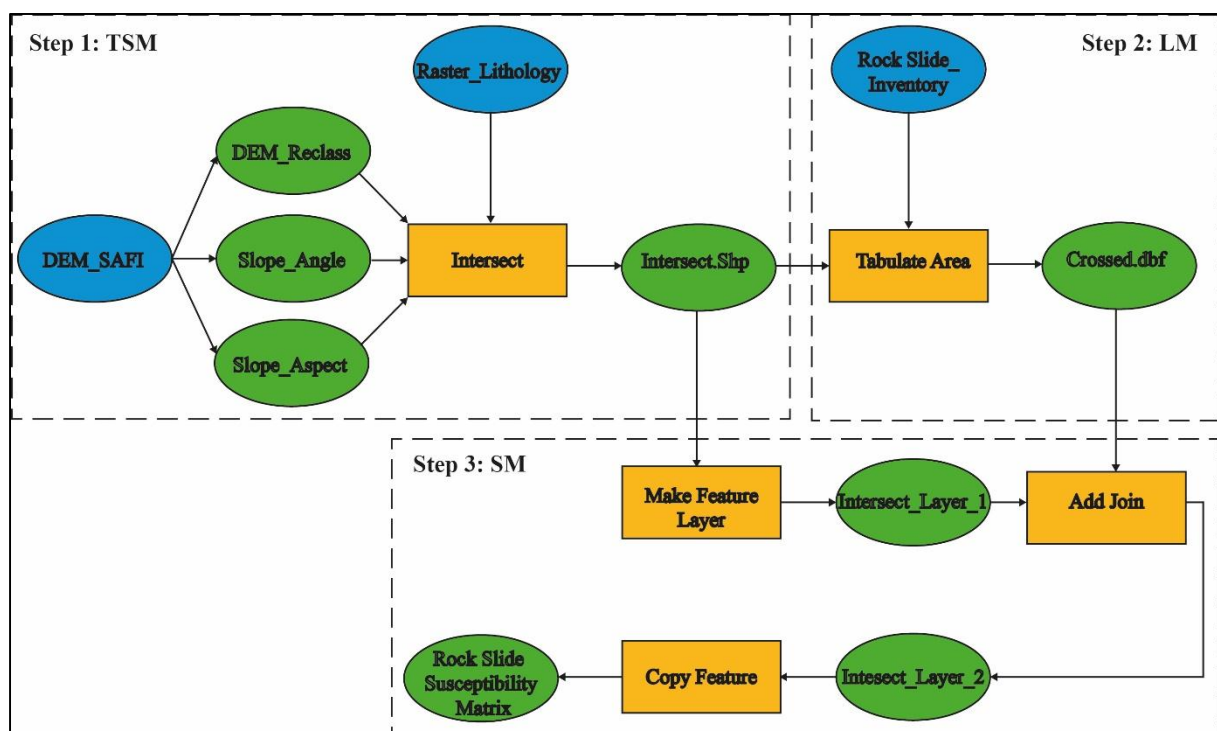 Step 1: TSM
Raster_Lithology
DEM_Reclass
DEM_SAFI
Slope_Angle
Slope_Aspect
Intersect
Intersect.Shp
Step 2: LM
Rock Slide_
Inventory
Tabulate Area
Crossed.dbf
Step 3: SM
Make Feature
Layer
Intersect_Layer_1
Add Join
Intesect_Layer_2
Copy Feature
Rock Slide
Susceptibility
Matrix